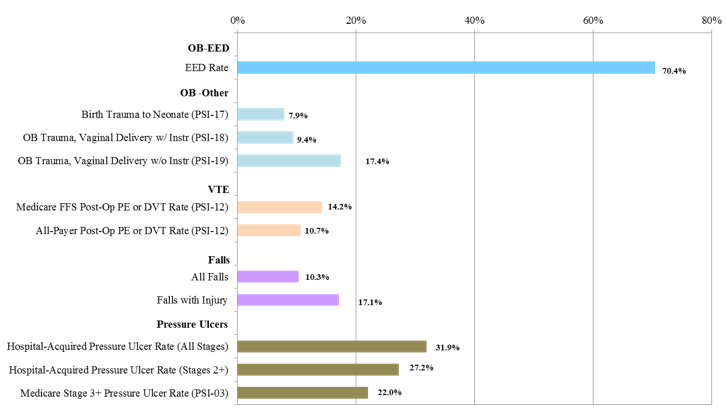 0% 20% 40% 60% 80%
OB-EED
EED Rate 70.4%
OB -Other
Birth Trauma to Neonate (PSI-17) 7.9%
OB Trauma, Vaginal Delivery w/ Instr (PSI-18) 9.4%
OB Trauma, Vaginal Delivery w/o Instr (PSI-19) 17.4%
VTE
Medicare FFS Post-Op PE or DVT Rate (PSI-12) 14.2%
All-Payer Post-Op PE or DVT Rate (PSI-12) 10.7%
Falls
All Falls 10.3%
Falls with Injury 17.1%
Pressure Ulcers
Hospital-Acquired Pressure Ulcer Rate (All Stages) 31.9%
Hospital-Acquired Pressure Ulcer Rate (Stages 2+) 27.2%
Medicare Stage 3+ Pressure Ulcer Rate (PSI-03) 22.0%